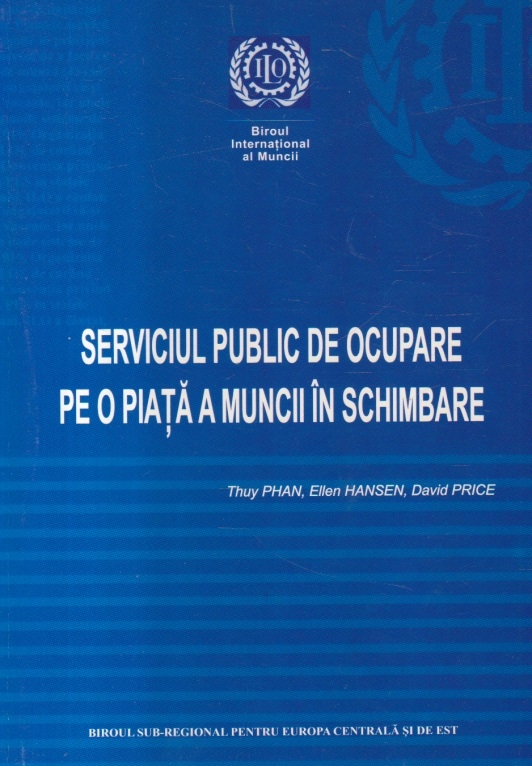 ILO
Biroul
Internațional
al Muncii
SERVICIUL PUBLIC DE OCUPARE
PE O PIAȚĂ A MUNCII ÎN SCHIMBARE
Thuy PHAN, Ellen HANSEN, David PRICE
BIROUL SUB-REGIONAL PENTRU EUROPA CENTRALĂ ȘI DE EST